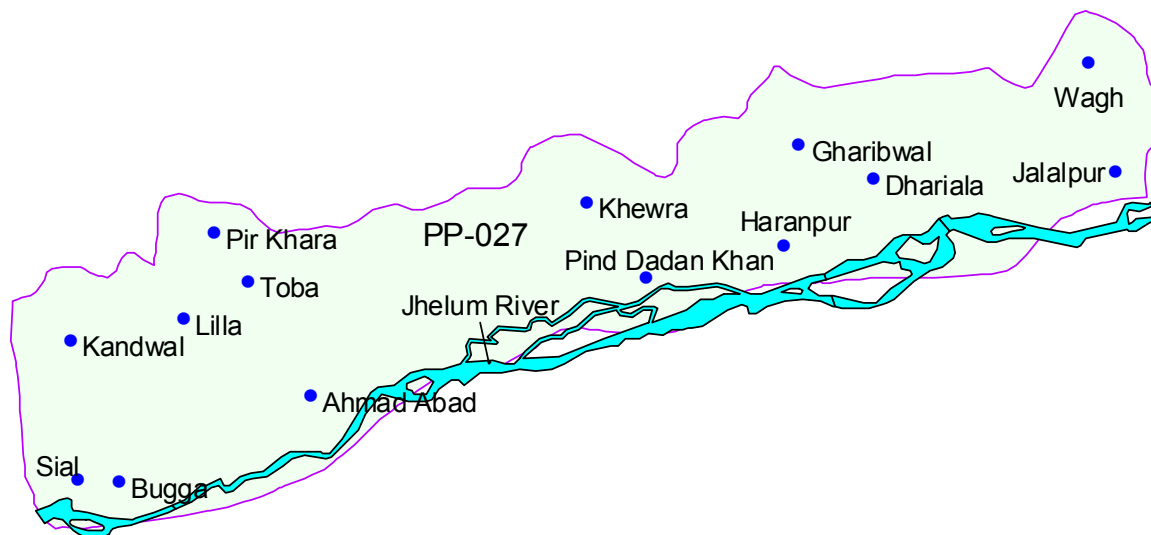 Wagh
Gharibwal
Jalalpur
Dhariala
Khewra
Haranpur
PP-027
Pir Khara
Pind Dadan Khan
Toba
Jhelum River
Lilla
Kandwal
Ahmad Abad
Sial
Bugga